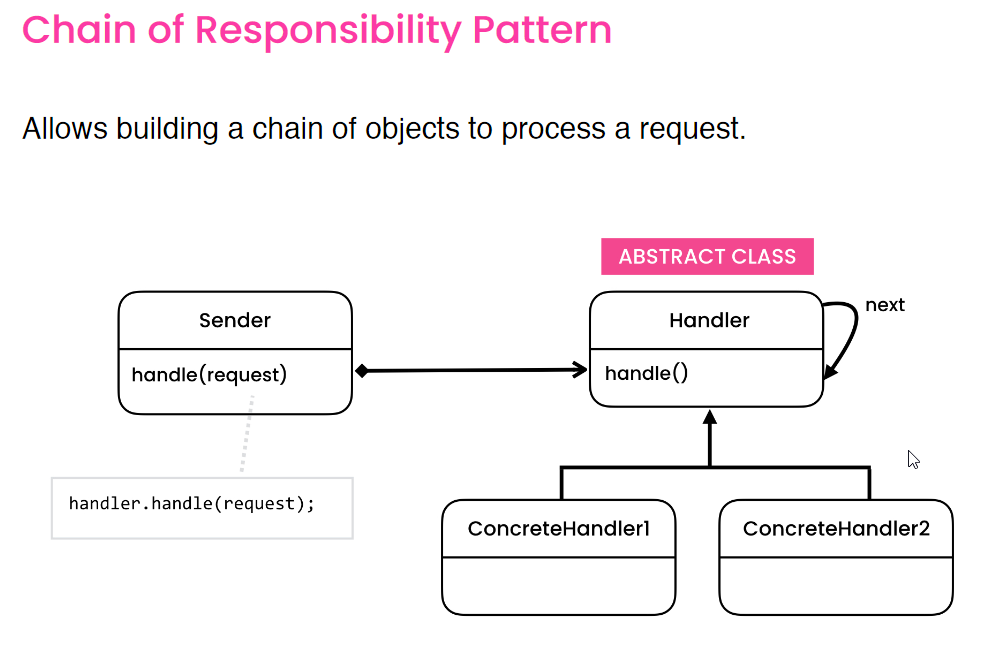 Chain of Responsibility Pattern
Allows building a chain of objects to process a request.
ABSTRACT CLASS
Sender
handle(request)
Handler
handle()
next
handler.handle(request);
ConcreteHandler1
ConcreteHandler2